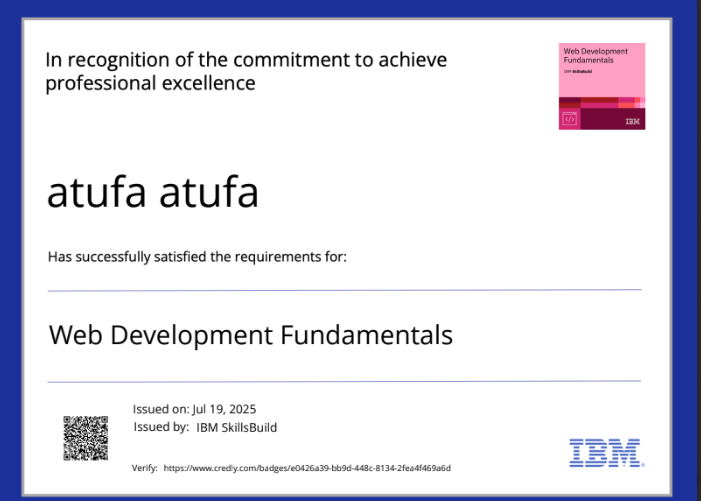 In recognition of the commitment to achieve
professional excellence
Web Development
Fundamentals
IBM SkillsBuild
</>
IBM
atufa atufa
Has successfully satisfied the requirements for:
Web Development Fundamentals
Issued on: Jul 19, 2025
Issued by: IBM SkillsBuild
Verify: https://www.credly.com/badges/e0426a39-bb9d-448c-8134-2fea4f469a6d
IBM